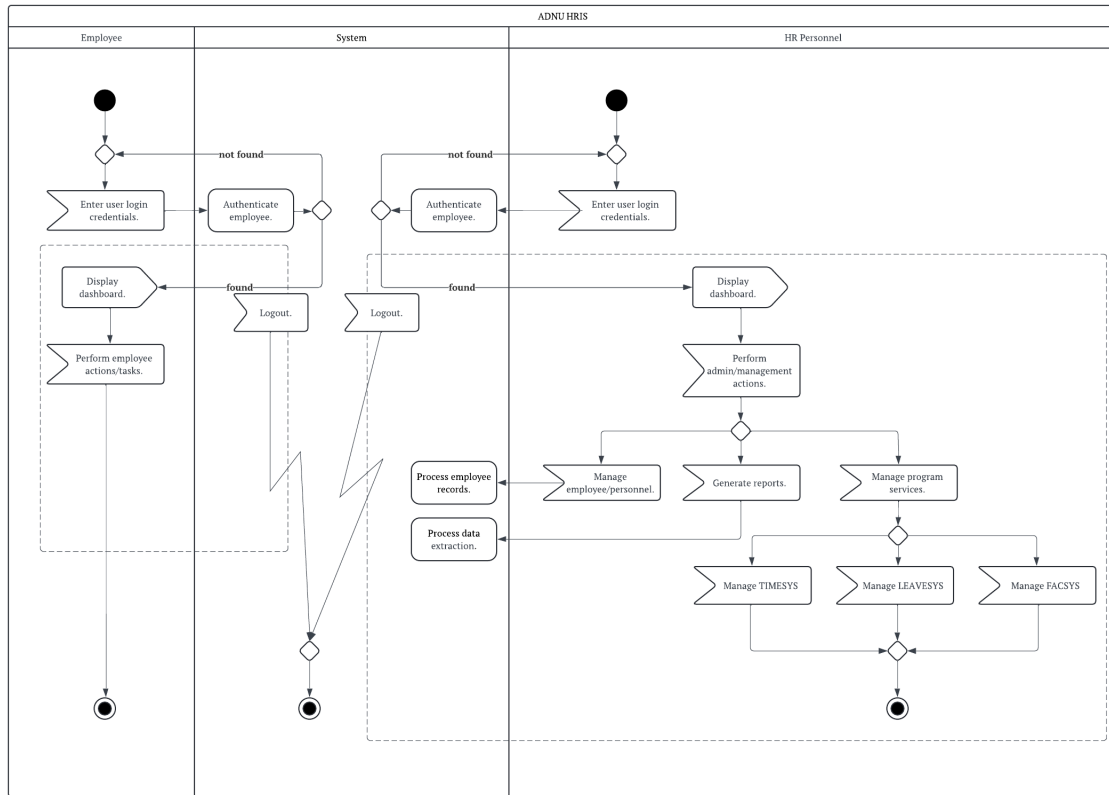 ADNU HRIS
Employee
System
HR Personnel
not found
not found
Enter user login
credentials.
Authenticate
employee.
Authenticate
employee.
Enter user login
credentials.
Display
dashboard.
found
found
Display
dashboard.
Logout.
Logout.
Perform employee
actions/tasks.
Perform
admin/management
actions.
Process employee
records.
Manage
employee/personnel.
Generate reports.
Manage program
services.
Process data
extraction.
Manage TIMESYS
Manage LEAVESYS
Manage FACSYS